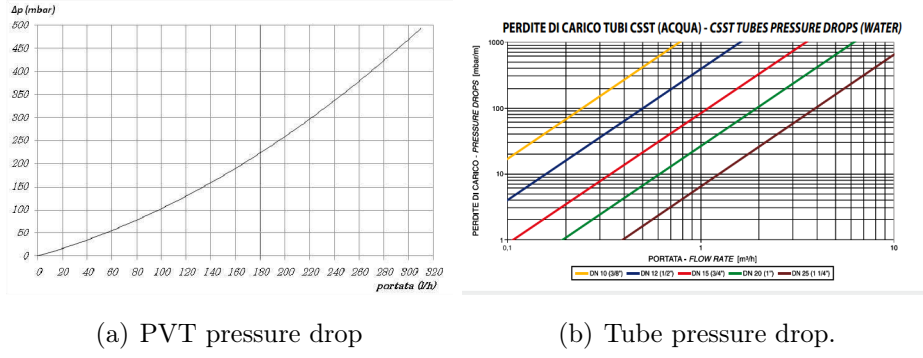 Δp (mbar)
500
450
400
350
300
250
200
150
100
50
0
0 20 40 60 80 100 120 140 160 180 200 220 240 260 280 300 320
portata (l/h)
(a) PVT pressure drop
PERDITE DI CARICO TUBI CSST (ACQUA) - CSST TUBES PRESSURE DROPS (WATER)
PERDITE DI CARICO - PRESSURE DROPS [mbar/m]
1000
100
10
1
0.1 1 10
PORTATA - FLOW RATE [m³/h]
DN 10 (3/8") DN 12 (1/2") DN 15 (3/4") DN 20 (1") DN 25 (1 1/4")
(b) Tube pressure drop.